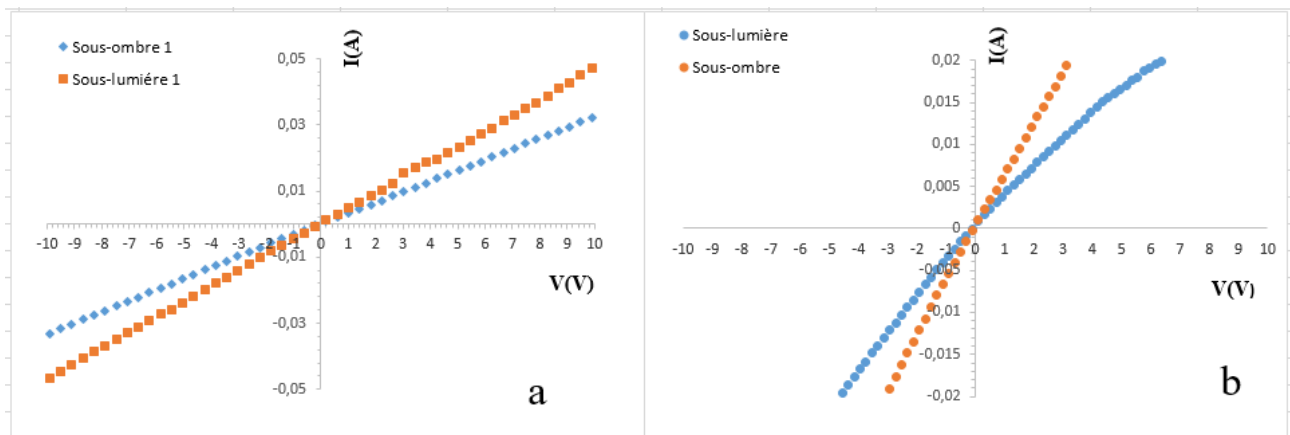 Sous-ombre 1
Sous-lumiére 1
I(A)
0,05
0,03
0,01
-10 -9 -8 -7 -6 -5 -4 -3 -2 -1 0 1 2 3 4 5 6 7 8 9 10
-0,01
V(V)
-0,03
-0,05
a
Sous-lumière
Sous-ombre
I(A)
0,02
0,015
0,01
0,005
0
-10 -9 -8 -7 -6 -5 -4 -3 -2 -1 0 1 2 3 4 5 6 7 8 9 10
-0,005
V(V)
-0,01
-0,015
-0,02
b